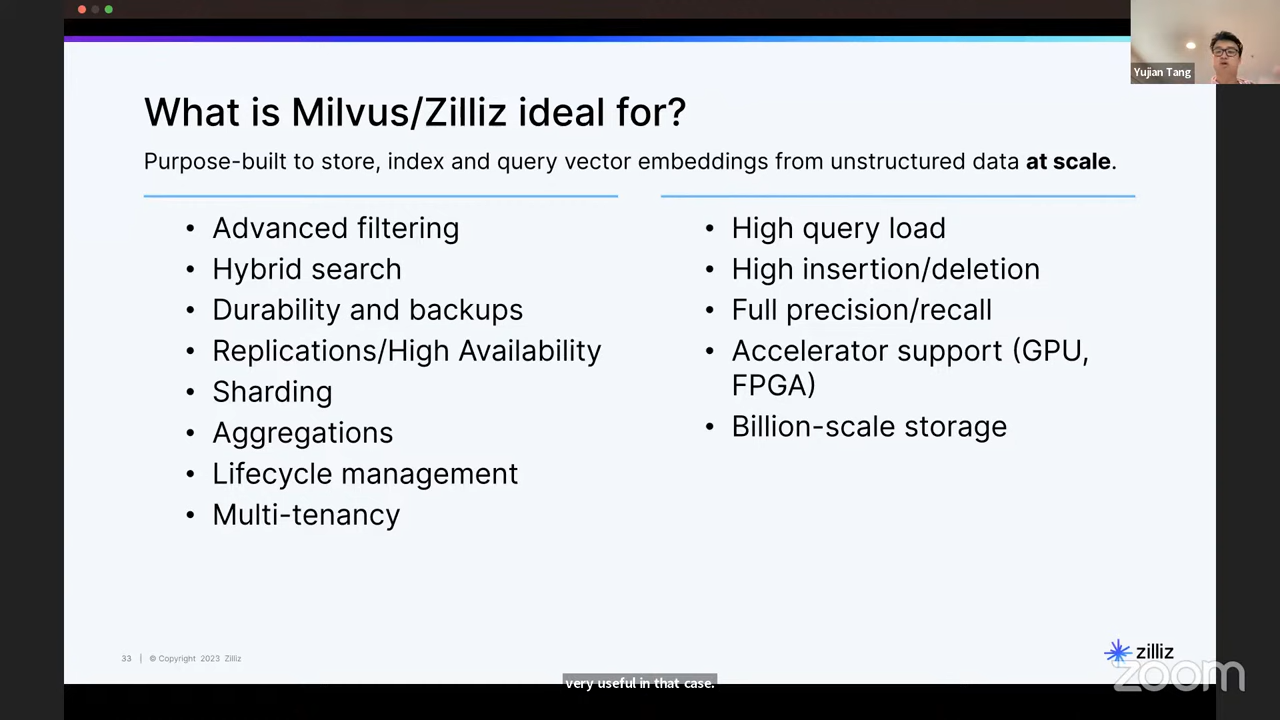 Yujian Tang
What is Milvus/Zilliz ideal for?
Purpose-built to store, index and query vector embeddings from unstructured data at scale.
• Advanced filtering
• Hybrid search
• Durability and backups
• Replications/High Availability
• Sharding
• Aggregations
• Lifecycle management
• Multi-tenancy
• High query load
• High insertion/deletion
• Full precision/recall
• Accelerator support (GPU,
FPGA)
• Billion-scale storage
33 | © Copyright 2023 Zilliz
zilliz
zoom
very useful in that case.